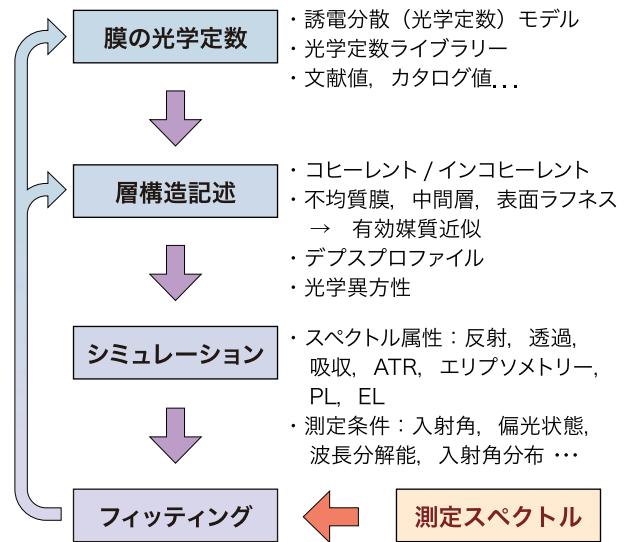 膜の光学定数
・誘電分散（光学定数）モデル
・光学定数ライブラリー
・文献値，カタログ値...
層構造記述
・コヒーレント / インコヒーレント
・不均質膜，中間層，表面ラフネス
→ 有効媒質近似
・デプスプロファイル
・光学異方性
シミュレーション
・スペクトル属性：反射，透過，
吸収，ATR，エリプソメトリー，
PL，EL
・測定条件：入射角，偏光状態，
波長分解能，入射角分布 …
フィッティング
測定スペクトル